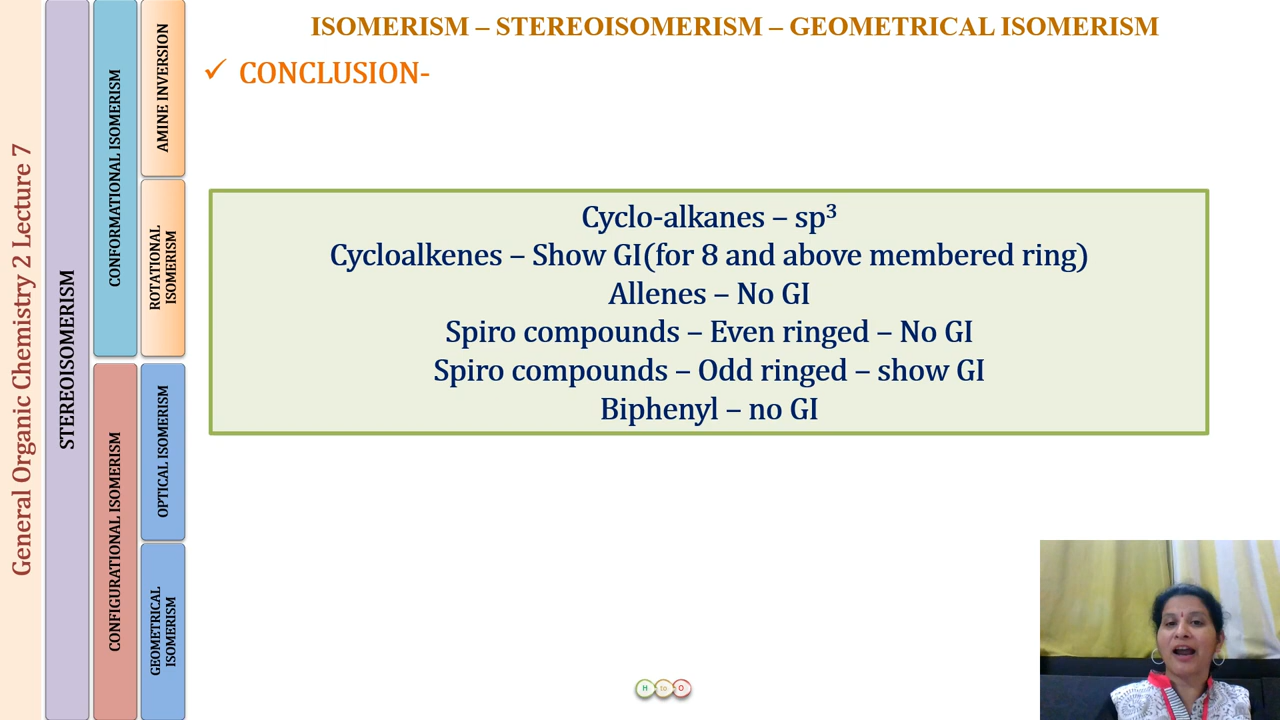 ISOMERISM – STEREOISOMERISM – GEOMETRICAL ISOMERISM
✓ CONCLUSION-
Cyclo-alkanes – sp³
Cycloalkenes – Show GI(for 8 and above membered ring)
Allenes – No GI
Spiro compounds – Even ringed – No GI
Spiro compounds – Odd ringed – show GI
Biphenyl – no GI
General Organic Chemistry 2 Lecture 7
STEREOISOMERISM
CONFORMATIONAL ISOMERISM
CONFIGURATIONAL ISOMERISM
AMINE INVERSION
ROTATIONAL
ISOMERISM
OPTICAL ISOMERISM
GEOMETRICAL
ISOMERISM
H to O